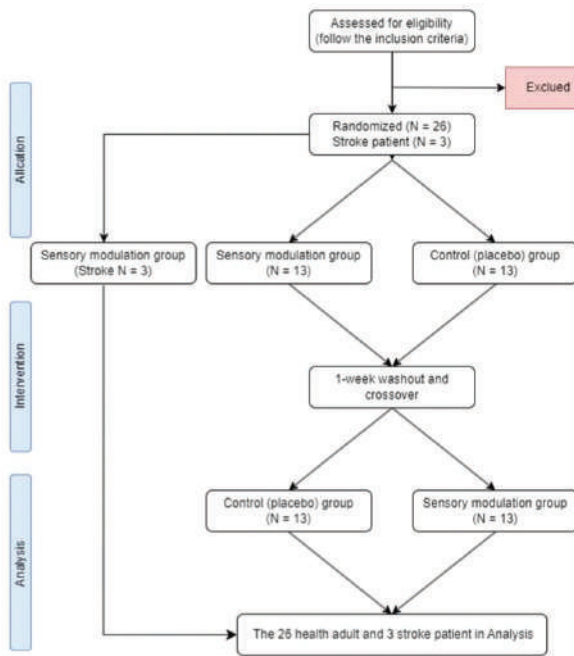 Assessed for eligibility
(follow the inclusion criteria)
Exclued
Allcation
Randomized (N = 26)
Stroke patient (N = 3)
Sensory modulation group
(Stroke N = 3)
Sensory modulation group
(N = 13)
Control (placebo) group
(N = 13)
Intervention
1-week washout and
crossover
Analysis
Control (placebo) group
(N = 13)
Sensory modulation group
(N = 13)
The 26 health adult and 3 stroke patient in Analysis